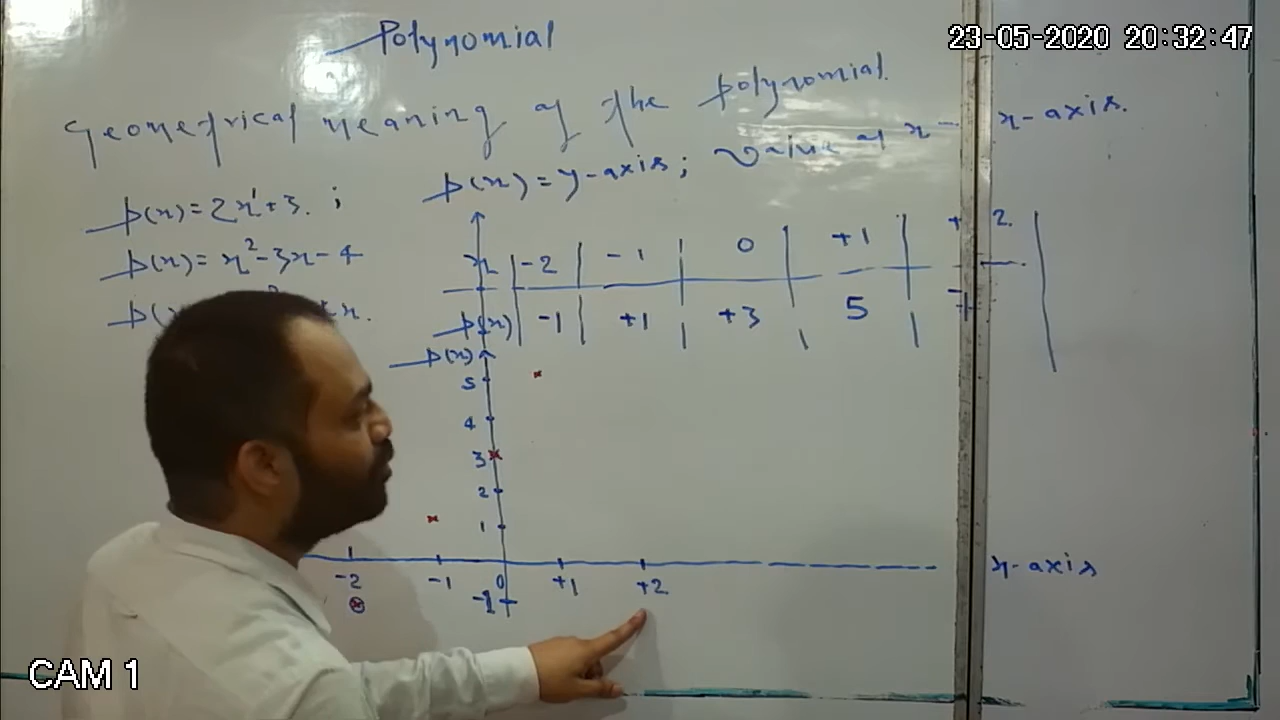 23-05-2020 20:32:47
Polynomial
Geometrical meaning of the polynomial.
p(x) = y-axis; value of x - x-axis.
p(x) = 2x¹+3. ;
p(x) = x²-3x-4
p(x
x -2 -1 0 +1 +2
p(x) -1 +1 +3 5 7
p(x)
5
4
3
2
1
-2 -1 0 +1 +2 x-axis
-1
CAM 1